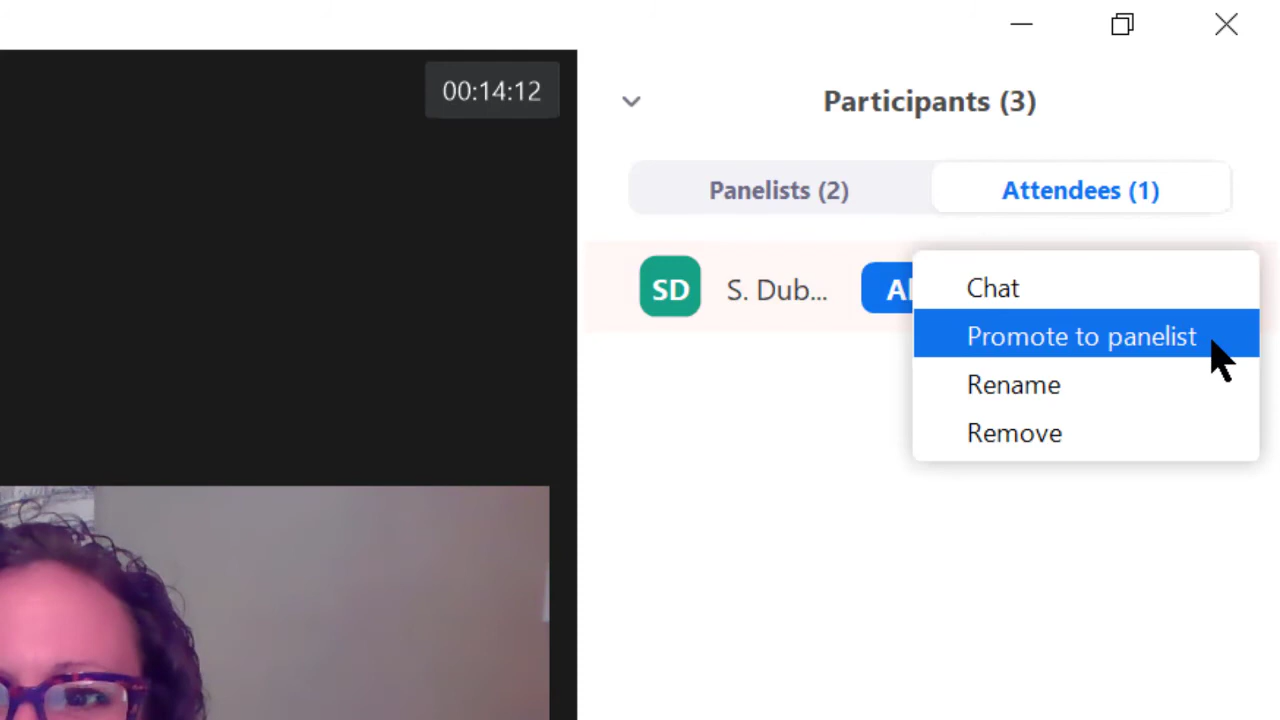 00:14:12
Participants (3)
Panelists (2)
Attendees (1)
SD
S. Dub...
Chat
Promote to panelist
Rename
Remove